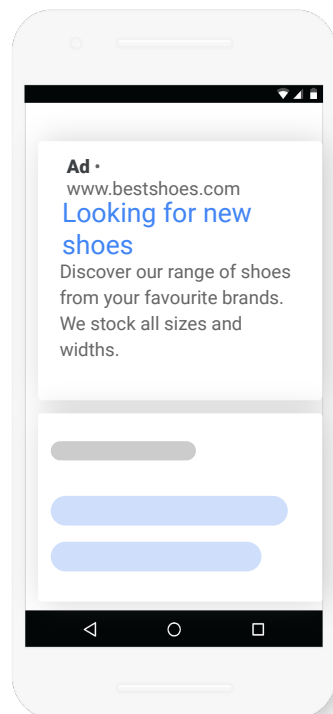 Ad ·
www.bestshoes.com
Looking for new
shoes
Discover our range of shoes
from your favourite brands.
We stock all sizes and
widths.